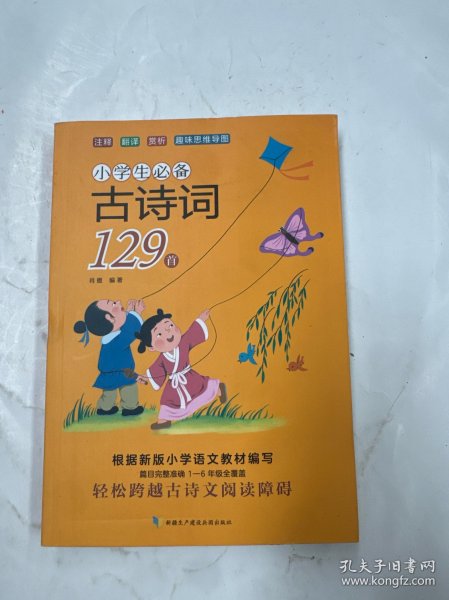 注释 翻译 赏析 趣味思维导图
小学生必备
古诗词
129首
编著
根据新版小学语文教材编写
篇目完整准确 1—6 年级全覆盖
轻松跨越古诗文阅读障碍
新疆生产建设兵团出版社
孔夫子旧书网
www.kongfz.com